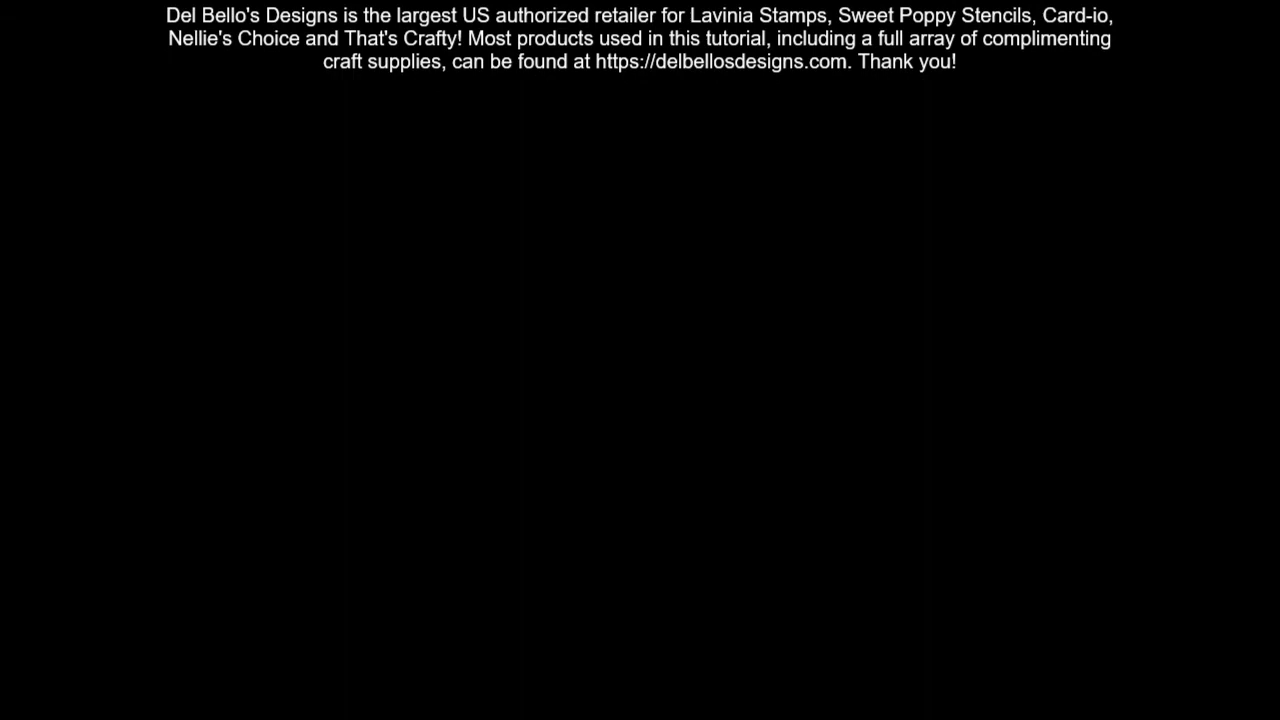 Del Bello's Designs is the largest US authorized retailer for Lavinia Stamps, Sweet Poppy Stencils, Card-io,
Nellie's Choice and That's Crafty! Most products used in this tutorial, including a full array of complimenting
craft supplies, can be found at https://delbellosdesigns.com. Thank you!